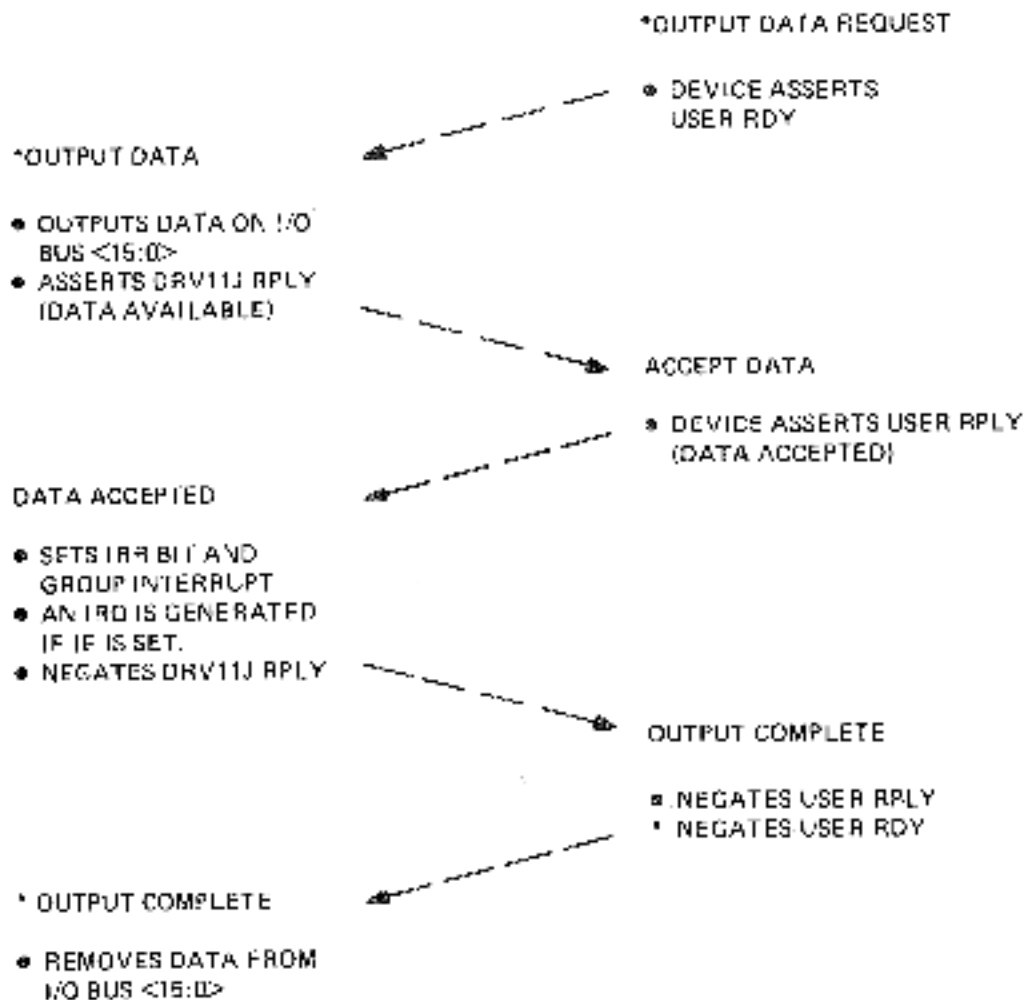 *OUTPUT DATA REQUEST
• DEVICE ASSERTS
USER RDY
*OUTPUT DATA
• OUTPUTS DATA ON I/O
BUS <15:0>
• ASSERTS DRV11J RPLY
(DATA AVAILABLE)
ACCEPT DATA
• DEVICE ASSERTS USER RPLY
(DATA ACCEPTED)
DATA ACCEPTED
• SETS IRR BIT AND
GROUP INTERRUPT
• AN IRQ IS GENERATED
IF IE IS SET.
• NEGATES DRV11J RPLY
OUTPUT COMPLETE
• NEGATES USER RPLY
* NEGATES USER RDY
* OUTPUT COMPLETE
• REMOVES DATA FROM
I/O BUS <15:0>